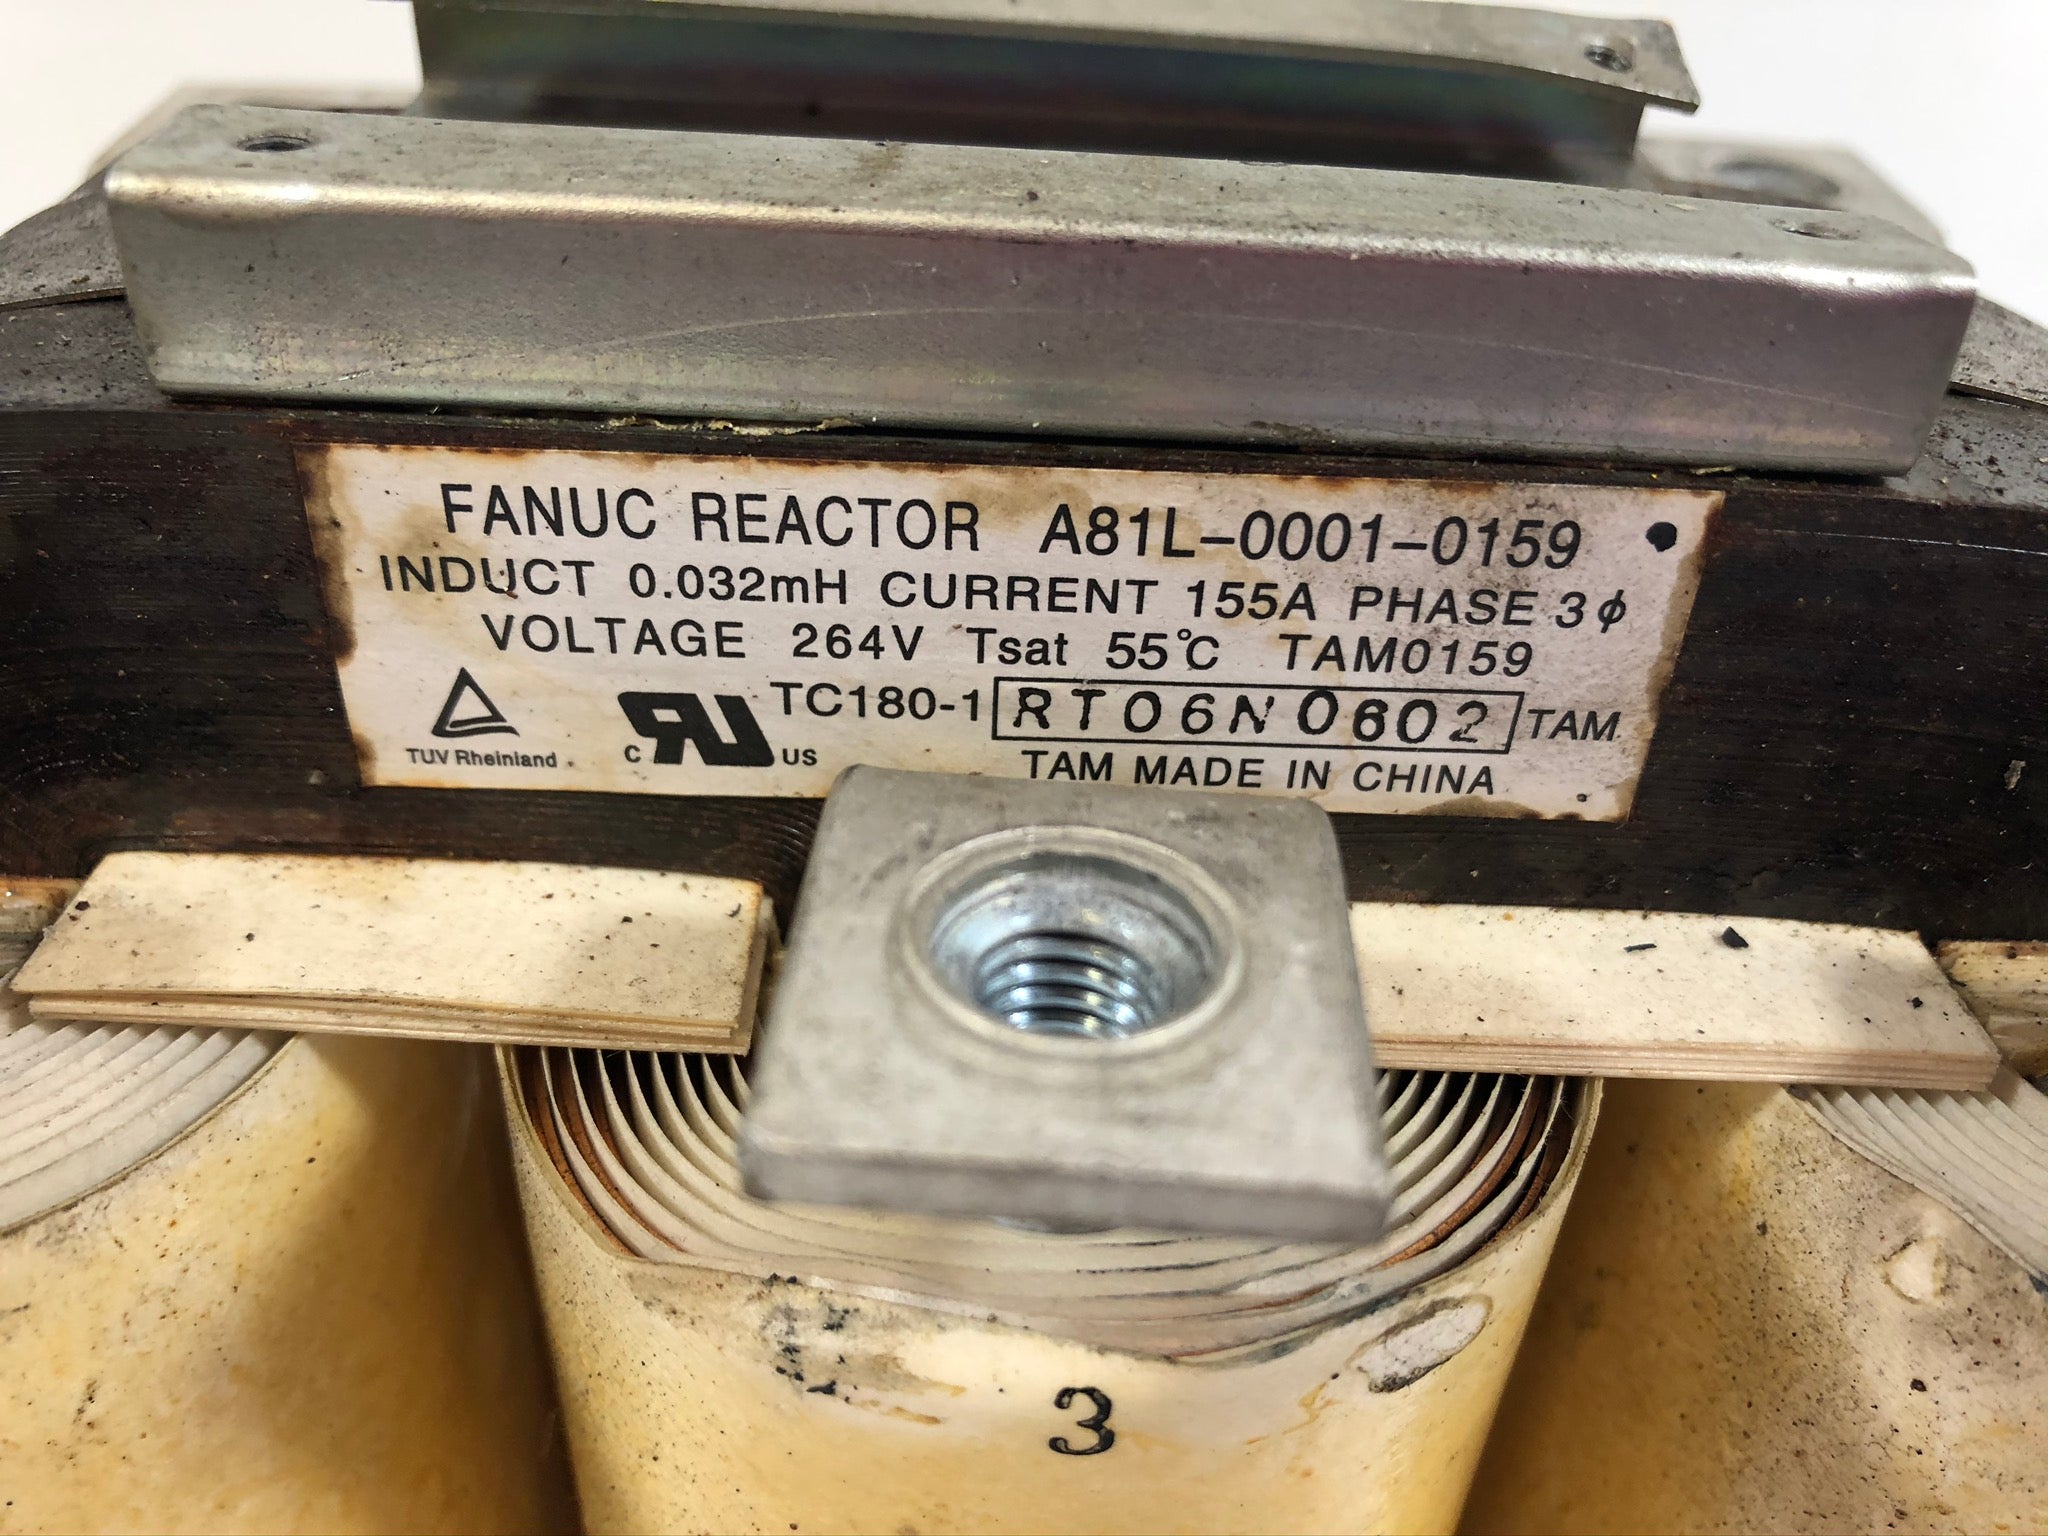 FANUC REACTOR A81L-0001-0159
INDUCT 0.032mH CURRENT 155A PHASE 3ϕ
VOLTAGE 264V Tsat 55℃ TAM0159
TC180-1 RT06N0602 TAM
TUV Rheinland
c RU US
TAM MADE IN CHINA
3